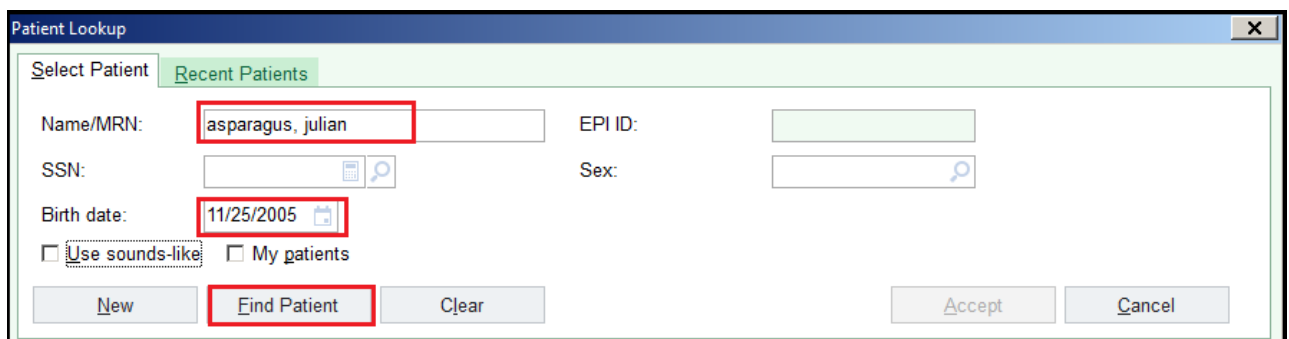 Patient Lookup
Select Patient Recent Patients
Name/MRN: asparagus, julian EPI ID:
SSN: Sex:
Birth date: 11/25/2005
Use sounds-like My patients
New Find Patient Clear Accept Cancel